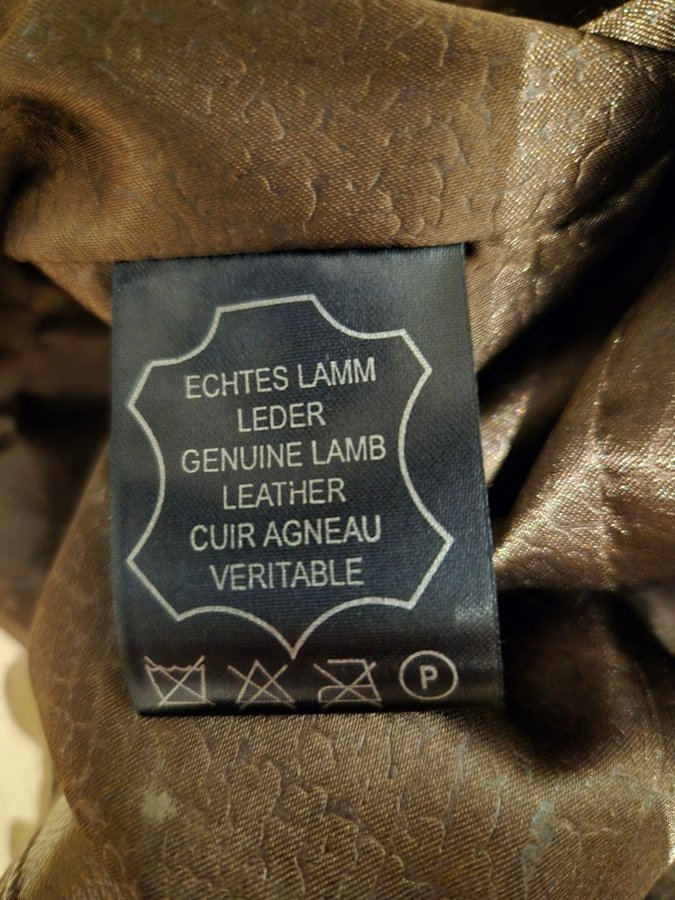 ECHTES LAMM
LEDER
GENUINE LAMB
LEATHER
CUIR AGNEAU
VERITABLE
P